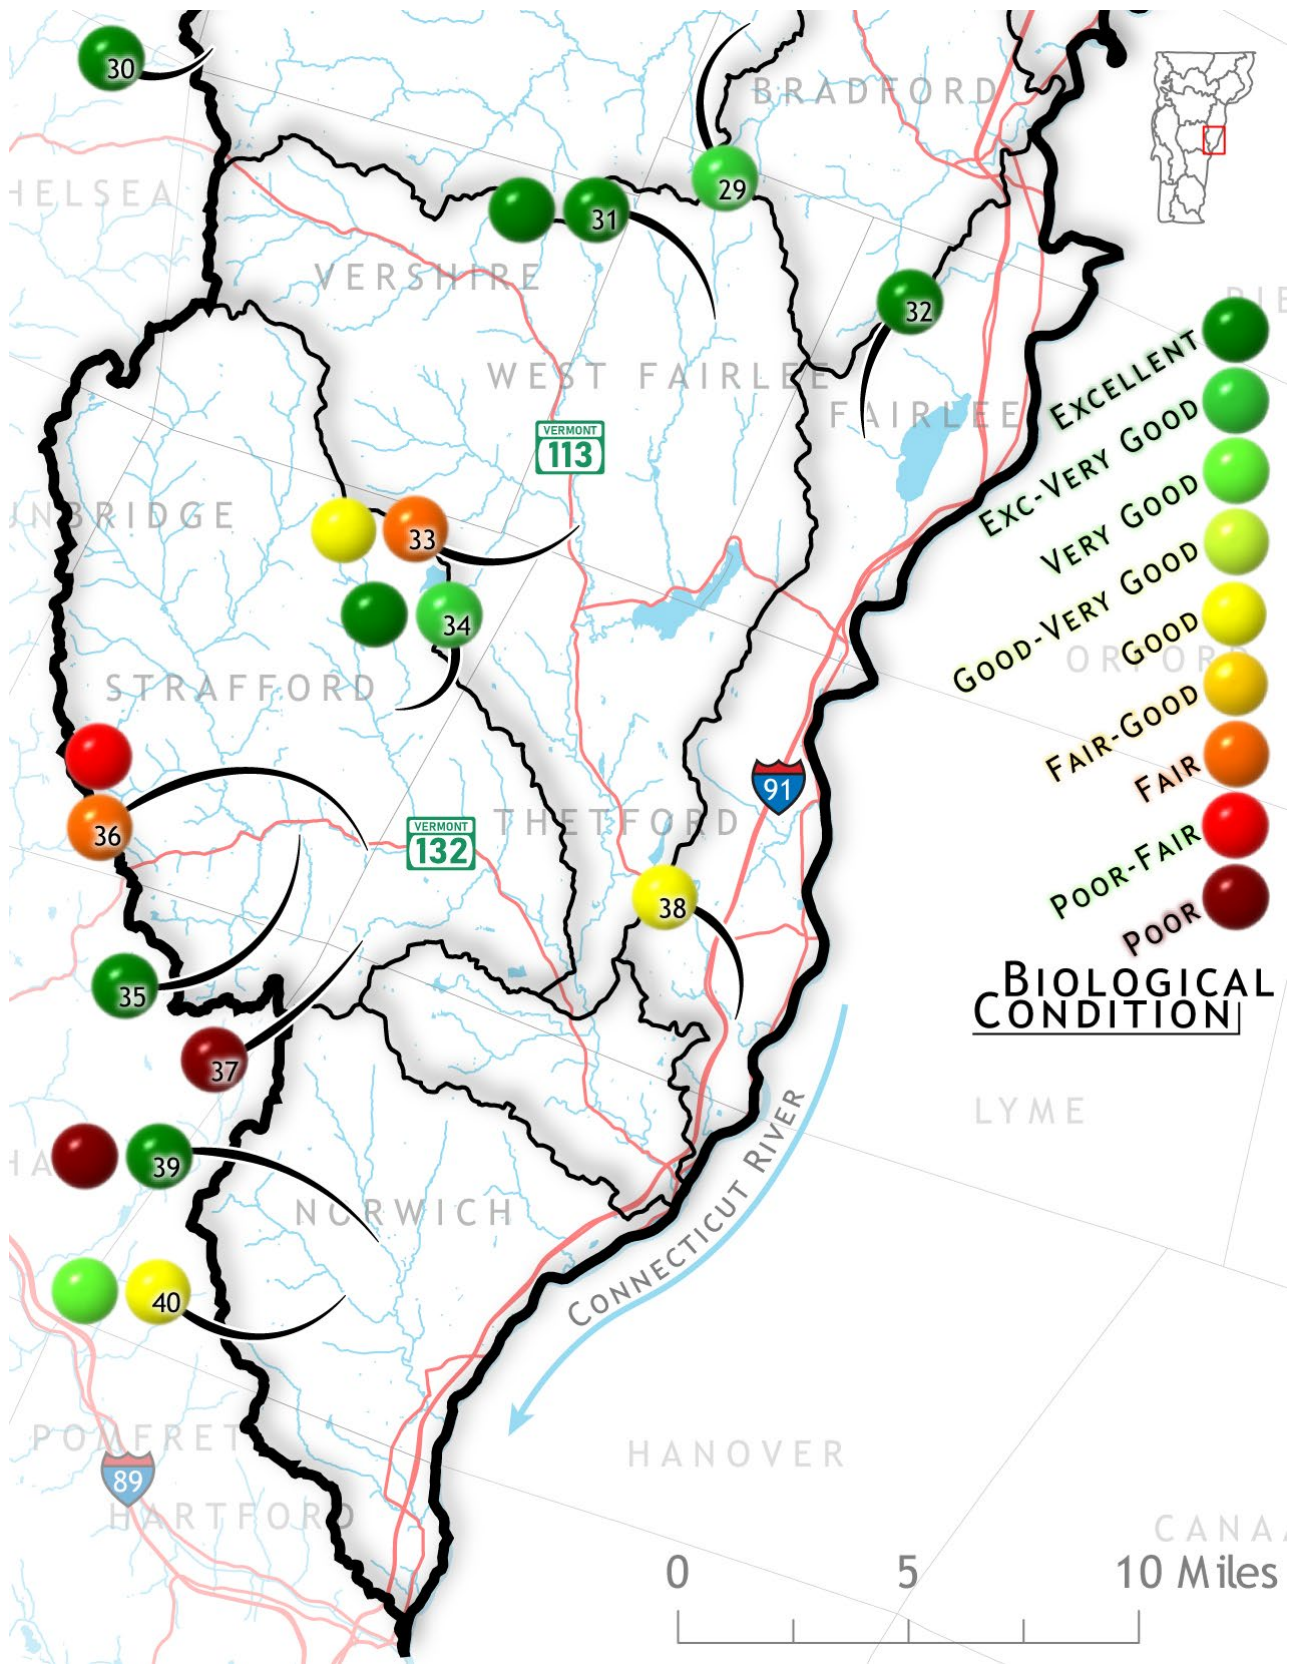 30
BRADFORD
29
HELSEA
31
VERSHIRE
32
WEST FAIRLEE
FAIRLEE
VERMONT
113
NBRIDGE
33
34
STRAFFORD
ORFORD
91
THETFORD
36
VERMONT
132
38
35
37
LYME
39
NORWICH
CONNECTICUT RIVER
40
POMFRET
HANOVER
89
HARTFORD
CANA
EXCELLENT
EXC-VERY GOOD
VERY GOOD
GOOD-VERY GOOD
GOOD
FAIR-GOOD
FAIR
POOR-FAIR
POOR
BIOLOGICAL
CONDITION
0 5 10 Miles